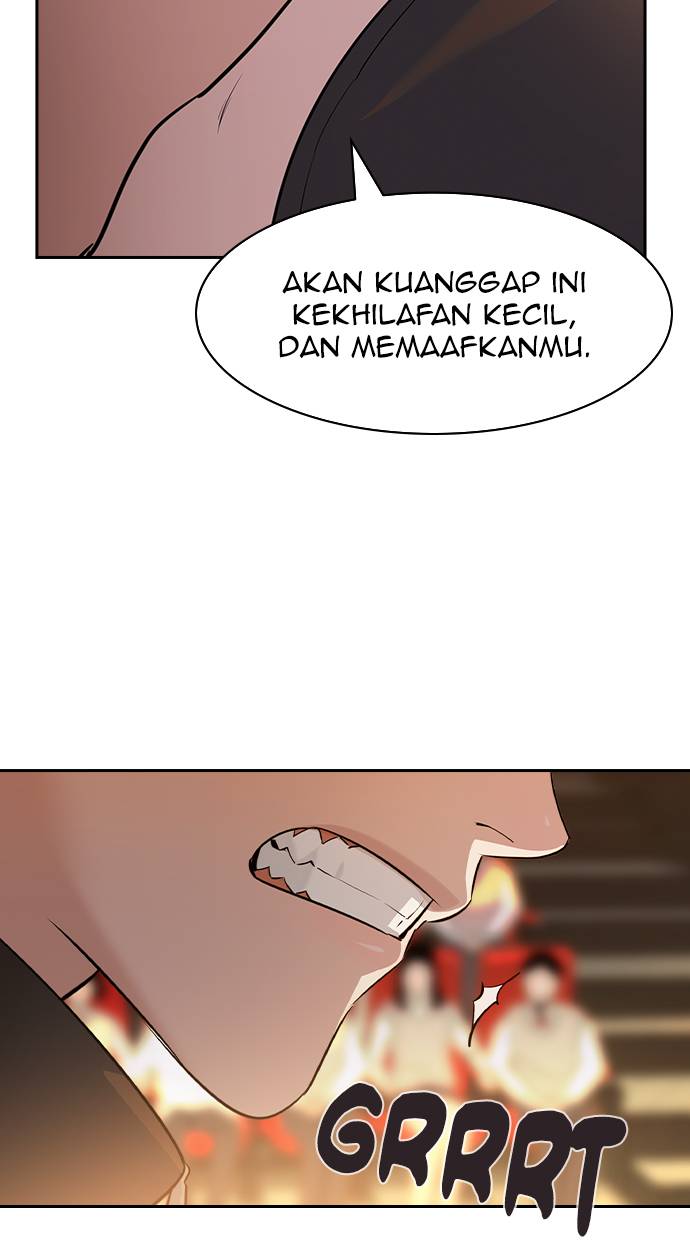 AKAN KUANGGAP INI
KEKHILAFAN KECIL,
DAN MEMAAFKANMU.
GRRRT